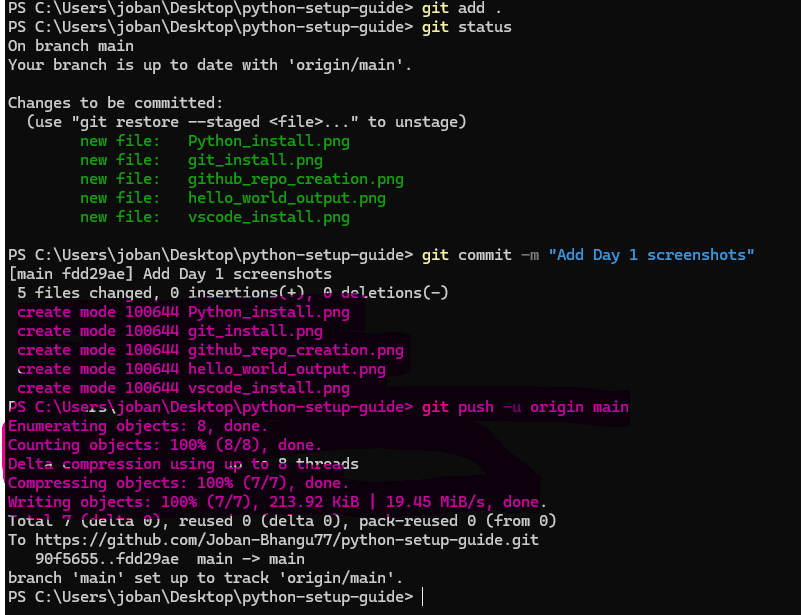 PS C:\Users\joban\Desktop\python-setup-guide> git add .
PS C:\Users\joban\Desktop\python-setup-guide> git status
On branch main
Your branch is up to date with 'origin/main'.
Changes to be committed:
  (use "git restore --staged <file>..." to unstage)
        new file:   Python_install.png
        new file:   git_install.png
        new file:   github_repo_creation.png
        new file:   hello_world_output.png
        new file:   vscode_install.png
PS C:\Users\joban\Desktop\python-setup-guide> git commit -m "Add Day 1 screenshots"
[main fdd29ae] Add Day 1 screenshots
 5 files changed, 0 insertions(+), 0 deletions(-)
 create mode 100644 Python_install.png
 create mode 100644 git_install.png
 create mode 100644 github_repo_creation.png
 create mode 100644 hello_world_output.png
 create mode 100644 vscode_install.png
PS C:\Users\joban\Desktop\python-setup-guide> git push -u origin main
Enumerating objects: 8, done.
Counting objects: 100% (8/8), done.
Delta compression using up to 8 threads
Compressing objects: 100% (7/7), done.
Writing objects: 100% (7/7), 213.92 KiB | 19.45 MiB/s, done.
Total 7 (delta 0), reused 0 (delta 0), pack-reused 0 (from 0)
To https://github.com/Joban-Bhangu77/python-setup-guide.git
   90f5655..fdd29ae  main -> main
branch 'main' set up to track 'origin/main'.
PS C:\Users\joban\Desktop\python-setup-guide>